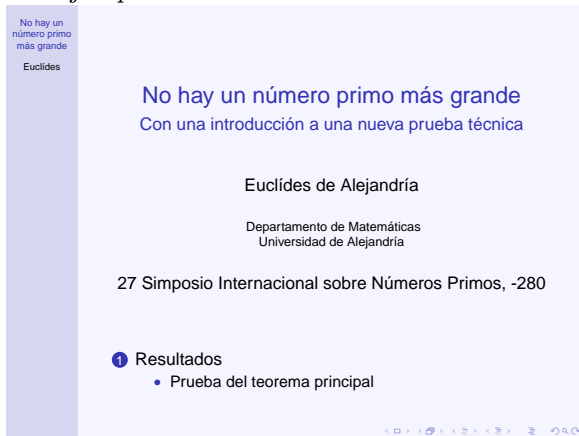 No hay un
número primo
más grande
Euclídes
No hay un número primo más grande
Con una introducción a una nueva prueba técnica
Euclídes de Alejandría
Departamento de Matemáticas
Universidad de Alejandría
27 Simposio Internacional sobre Números Primos, -280
1 Resultados
• Prueba del teorema principal